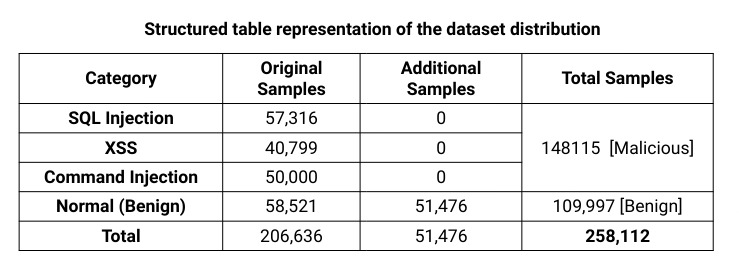 Structured table representation of the dataset distribution
Category Original Samples Additional Samples Total Samples
SQL Injection 57,316 0
XSS 40,799 0 148115 [Malicious]
Command Injection 50,000 0
Normal (Benign) 58,521 51,476 109,997 [Benign]
Total 206,636 51,476 258,112